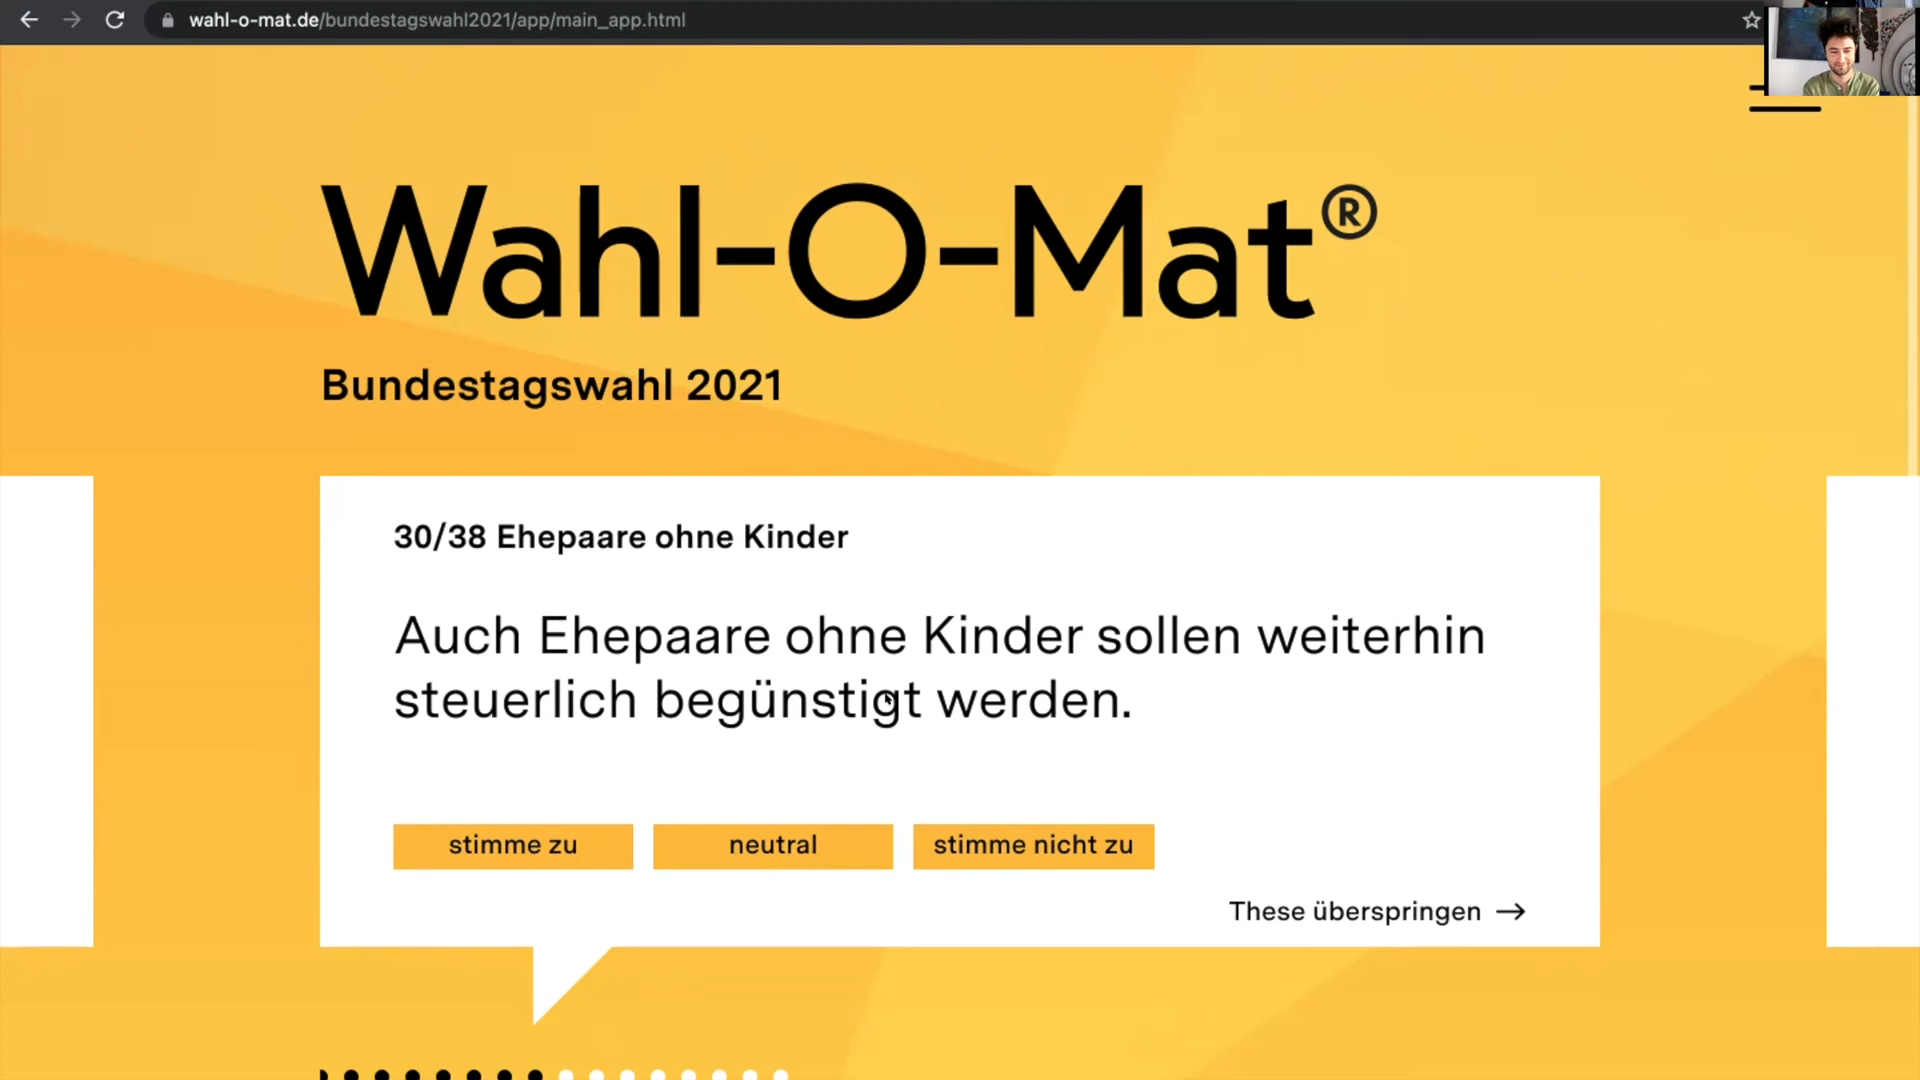 wahl-o-mat.de/bundestagswahl2021/app/main_app.html
Wahl-O-Mat®
Bundestagswahl 2021
30/38 Ehepaare ohne Kinder
Auch Ehepaare ohne Kinder sollen weiterhin
steuerlich begünstigt werden.
stimme zu
neutral
stimme nicht zu
These überspringen →